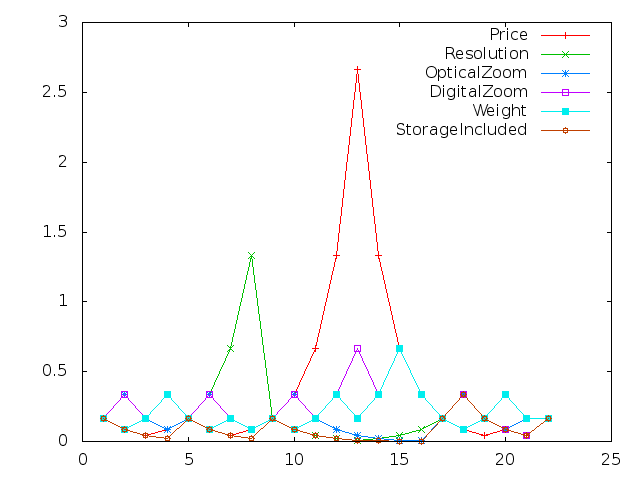 3
Price
Resolution
OpticalZoom
2.5
DigitalZoom
Weight
StorageIncluded
2
1.5
1
0.5
0
0 5 10 15 20 25